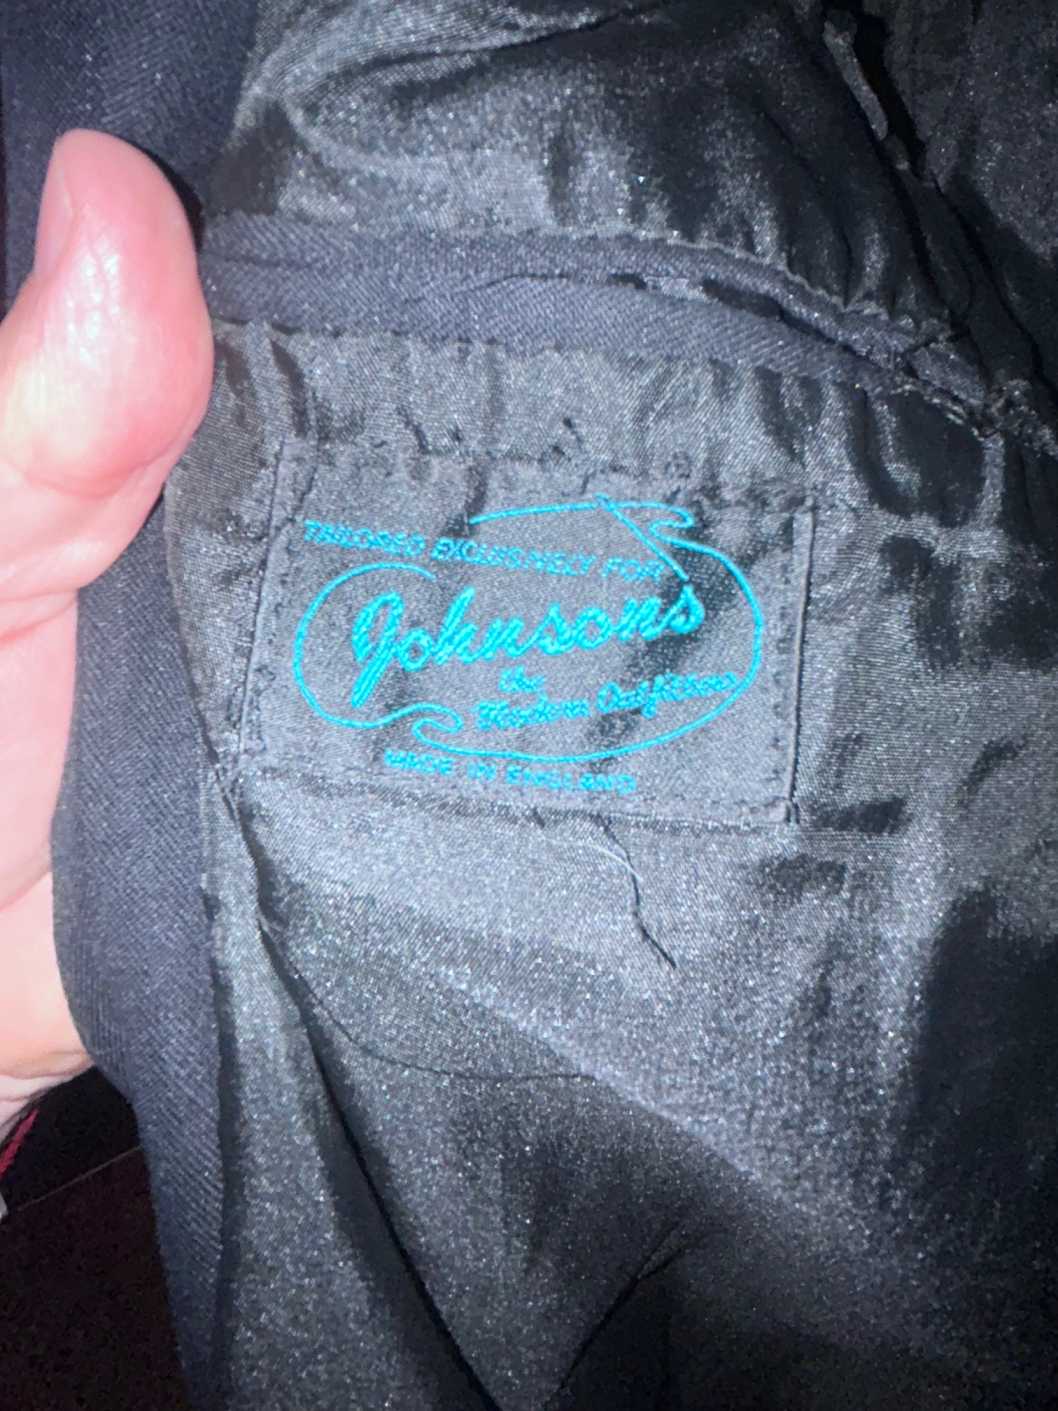 TAILORED EXCLUSIVELY FOR
Johnsons
the
Modern Outfitters
MADE IN ENGLAND